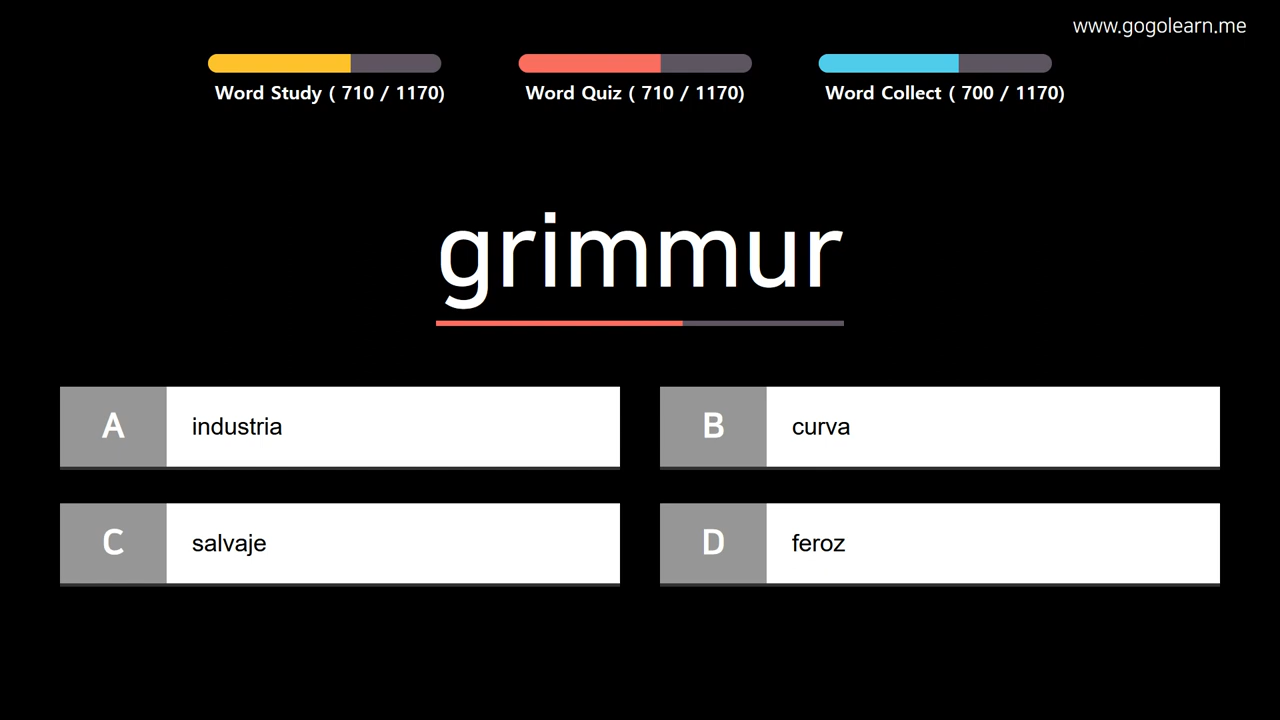 www.gogolearn.me
Word Study ( 710 / 1170)
Word Quiz ( 710 / 1170)
Word Collect ( 700 / 1170)
grimmur
A
industria
B
curva
C
salvaje
D
feroz